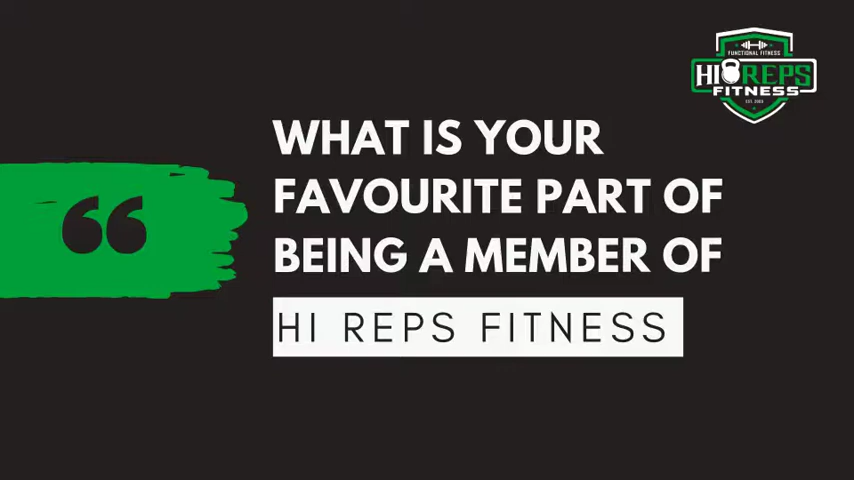 FUNCTIONAL FITNESS
HI REPS
FITNESS
WHAT IS YOUR
FAVOURITE PART OF
BEING A MEMBER OF
HI REPS FITNESS